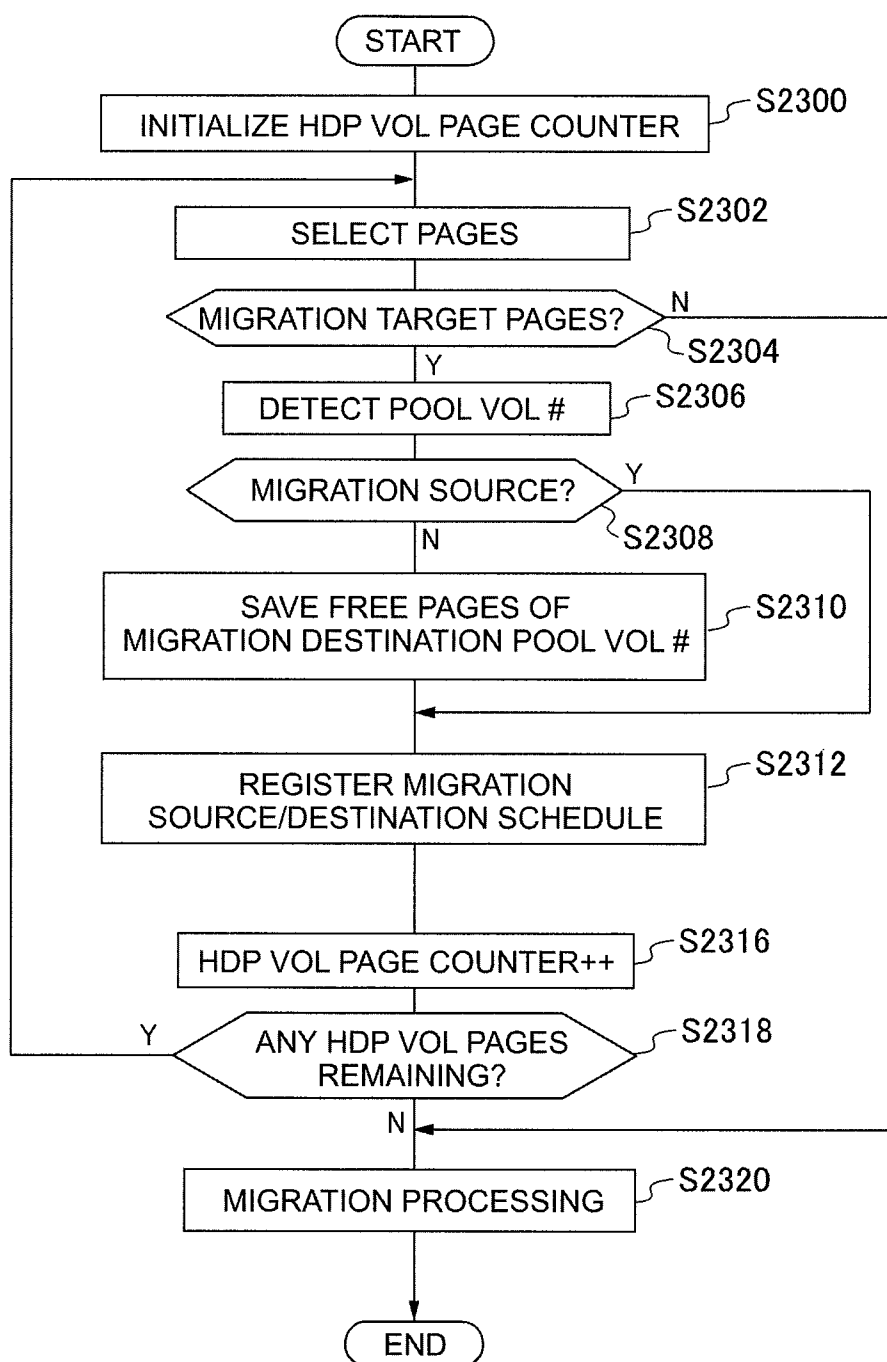 START
INITIALIZE HDP VOL PAGE COUNTER
S2300
SELECT PAGES
S2302
MIGRATION TARGET PAGES?
N
S2304
Y
DETECT POOL VOL #
S2306
MIGRATION SOURCE?
Y
S2308
N
SAVE FREE PAGES OF
MIGRATION DESTINATION POOL VOL #
S2310
REGISTER MIGRATION
SOURCE/DESTINATION SCHEDULE
S2312
HDP VOL PAGE COUNTER++
S2316
Y
ANY HDP VOL PAGES
REMAINING?
S2318
N
MIGRATION PROCESSING
S2320
END